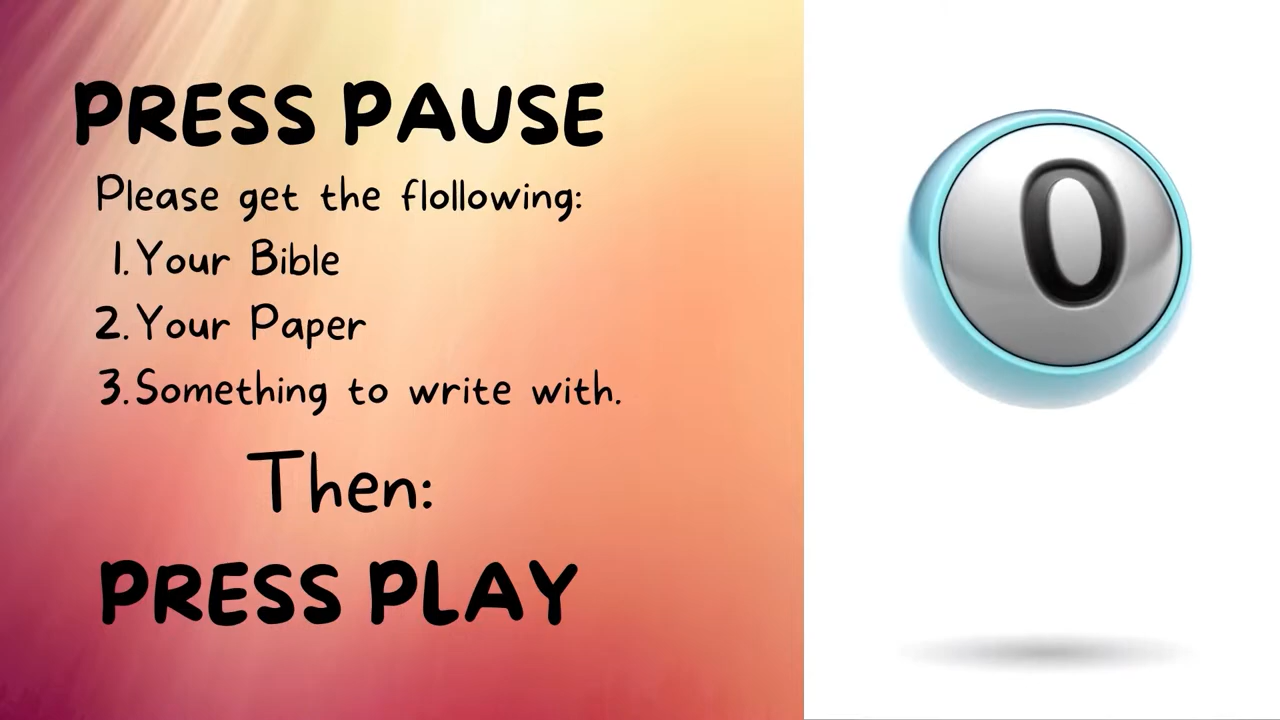 PRESS PAUSE
Please get the flollowing:
1. Your Bible
2. Your Paper
3. Something to write with.
Then:
PRESS PLAY
0